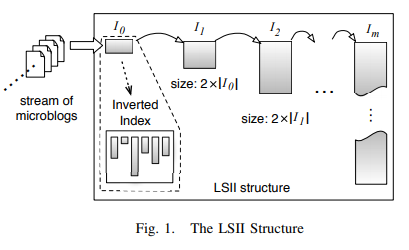 I0
I1
I2
Im
stream of
microblogs
Inverted
Index
size: 2×|I0|
size: 2×|I1|
...
LSII structure
Fig. 1. The LSII Structure